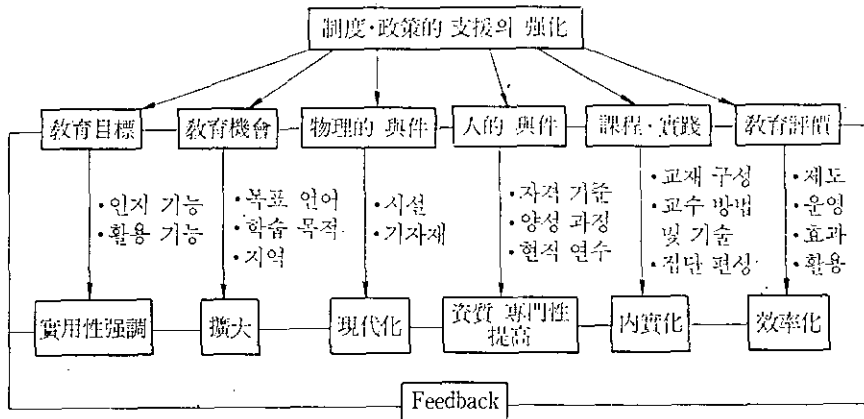 制度·政策的 支援의 强化
敎育目標
敎育機會
物理的 與件
人的 與件
課程·實踐
敎育評價
·인지 기능
·활용 기능
·목표 언어
·학습 목적
·지역
·시설
·기자재
·자격 기준
·양성 과정
·현직 연수
·교재 구성
·교수 방법
및 기술
·집단 편성
·제도
·운영
·효과
·활용
實用性强調
擴大
現代化
資質 專門性
提高
內實化
效率化
Feedback